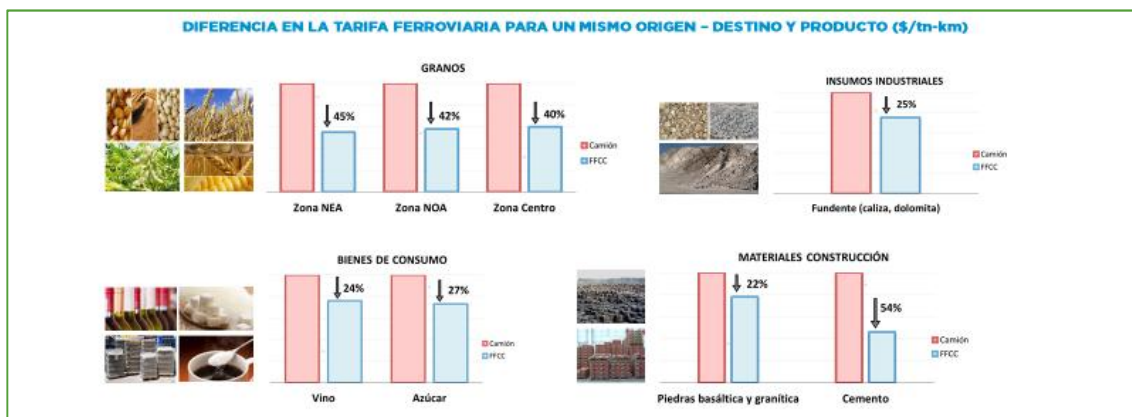 DIFERENCIA EN LA TARIFA FERROVIARIA PARA UN MISMO ORIGEN – DESTINO Y PRODUCTO ($/tn-km)
GRANOS
45%
42%
40%
Camión
FFCC
Zona NEA
Zona NOA
Zona Centro
INSUMOS INDUSTRIALES
25%
Camión
FFCC
Fundente (caliza, dolomita)
BIENES DE CONSUMO
24%
27%
Camión
FFCC
Vino
Azúcar
MATERIALES CONSTRUCCIÓN
22%
54%
Camión
FFCC
Piedras basáltica y granítica
Cemento